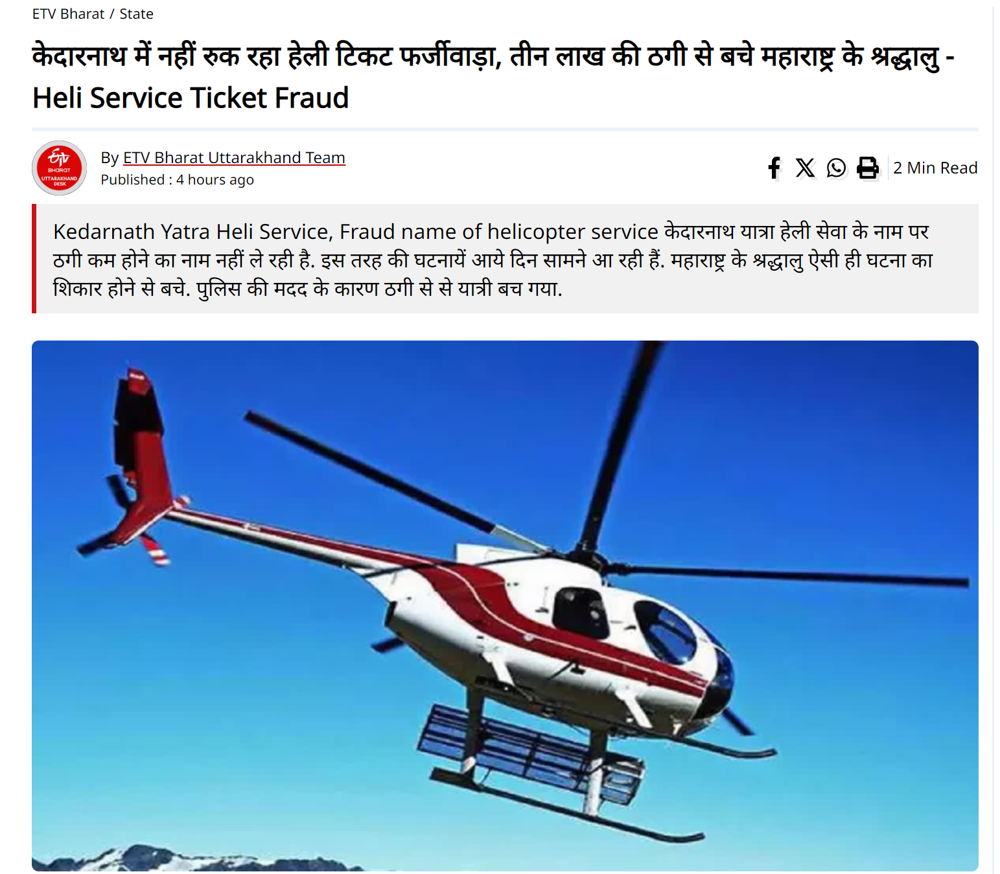 ETV Bharat / State
केदारनाथ में नहीं रुक रहा हेली टिकट फर्जीवाड़ा, तीन लाख की ठगी से बचे महाराष्ट्र के श्रद्धालु -
Heli Service Ticket Fraud
ETV
BHARAT
UTTARAKHAND
DESK
By ETV Bharat Uttarakhand Team
Published : 4 hours ago
2 Min Read
Kedarnath Yatra Heli Service, Fraud name of helicopter service केदारनाथ यात्रा हेली सेवा के नाम पर
ठगी कम होने का नाम नहीं ले रही है. इस तरह की घटनायें आये दिन सामने आ रही हैं. महाराष्ट्र के श्रद्धालु ऐसी ही घटना का
शिकार होने से बचे. पुलिस की मदद के कारण ठगी से से यात्री बच गया.